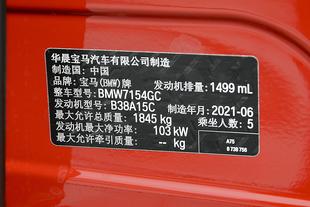 华晨宝马汽车有限公司制造
制造国：中国
品牌：宝马(BMW)牌 发动机排量：1499 mL
整车型号：BMW7154GC
发动机型号：B38A15C 制造年月：2021-06
最大允许总质量：1845 kg 乘坐人数：5
发动机最大净功率：103 kW
最大允许牵引质量：—— kg
A75
8 738 756